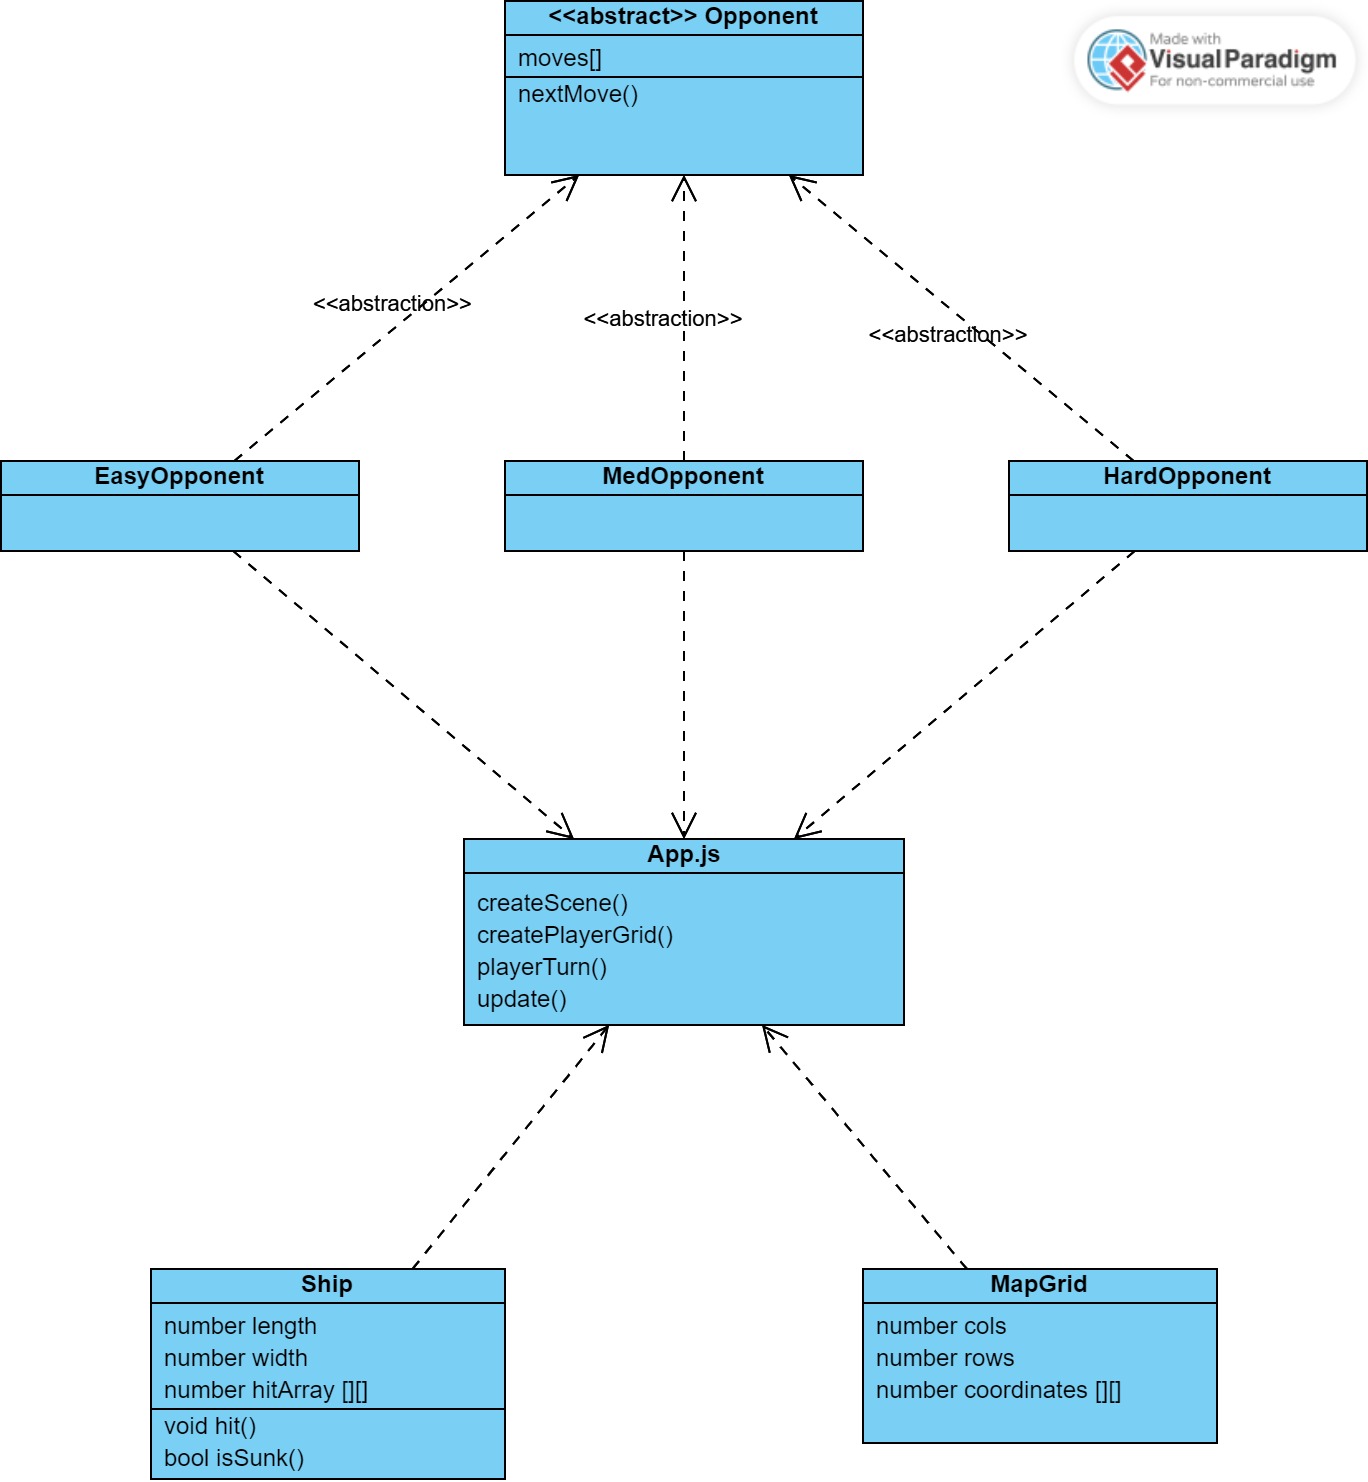 <<abstract>> Opponent
moves[]
nextMove()
Made with
VisualParadigm
For non-commercial use
<<abstraction>>
<<abstraction>>
<<abstraction>>
EasyOpponent
MedOpponent
HardOpponent
App.js
createScene()
createPlayerGrid()
playerTurn()
update()
Ship
number length
number width
number hitArray [][]
void hit()
bool isSunk()
MapGrid
number cols
number rows
number coordinates [][]